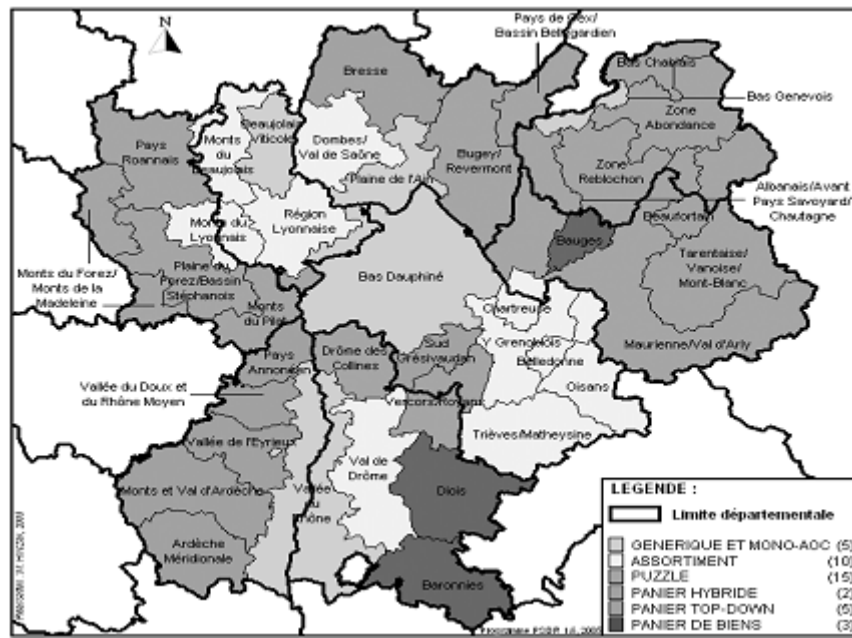 N
Pays de Gex/
Bassin Bellegardien
Bresse
Bas Chablais
Bas Genevois
Zone
Abondance
Pays
Roannais
Monts
du
Beaujolais
Beaujolais
Viticole
Dombes/
Val de Saône
Plaine de l'Ain
Bugey/
Revermont
Zone
Reblochon
Albanais/Avant
Pays Savoyard/
Chautagne
Beaufortain
Monts du
Lyonnais
Région
Lyonnaise
Bauges
Tarentaise/
Vanoise/
Mont-Blanc
Monts du Forez/
Monts de la
Madeleine
Plaine du
Forez/Bassin
Stéphanois
Bas Dauphiné
Monts
du Pilat
Chartreuse
Maurienne/Val d'Arly
Pays
Annonéen
Drôme des
Collines
Sud
Grésivaudan
Y Grenoblois
Belledonne
Oisans
Vallée du Doux et
du Rhône Moyen
Vercors/Royans
Trièves/Matheysine
Vallée de l'Eyrieux
Monts et Val d'Ardèche
Vallée
du
Rhône
Val de
Drôme
Diois
Ardèche
Méridionale
Baronnies
LEGENDE :
Limite départementale
GENERIQUE ET MONO-AOC (5)
ASSORTIMENT (10)
PUZZLE (15)
PANIER HYBRIDE (2)
PANIER TOP-DOWN (5)
PANIER DE BIENS (3)